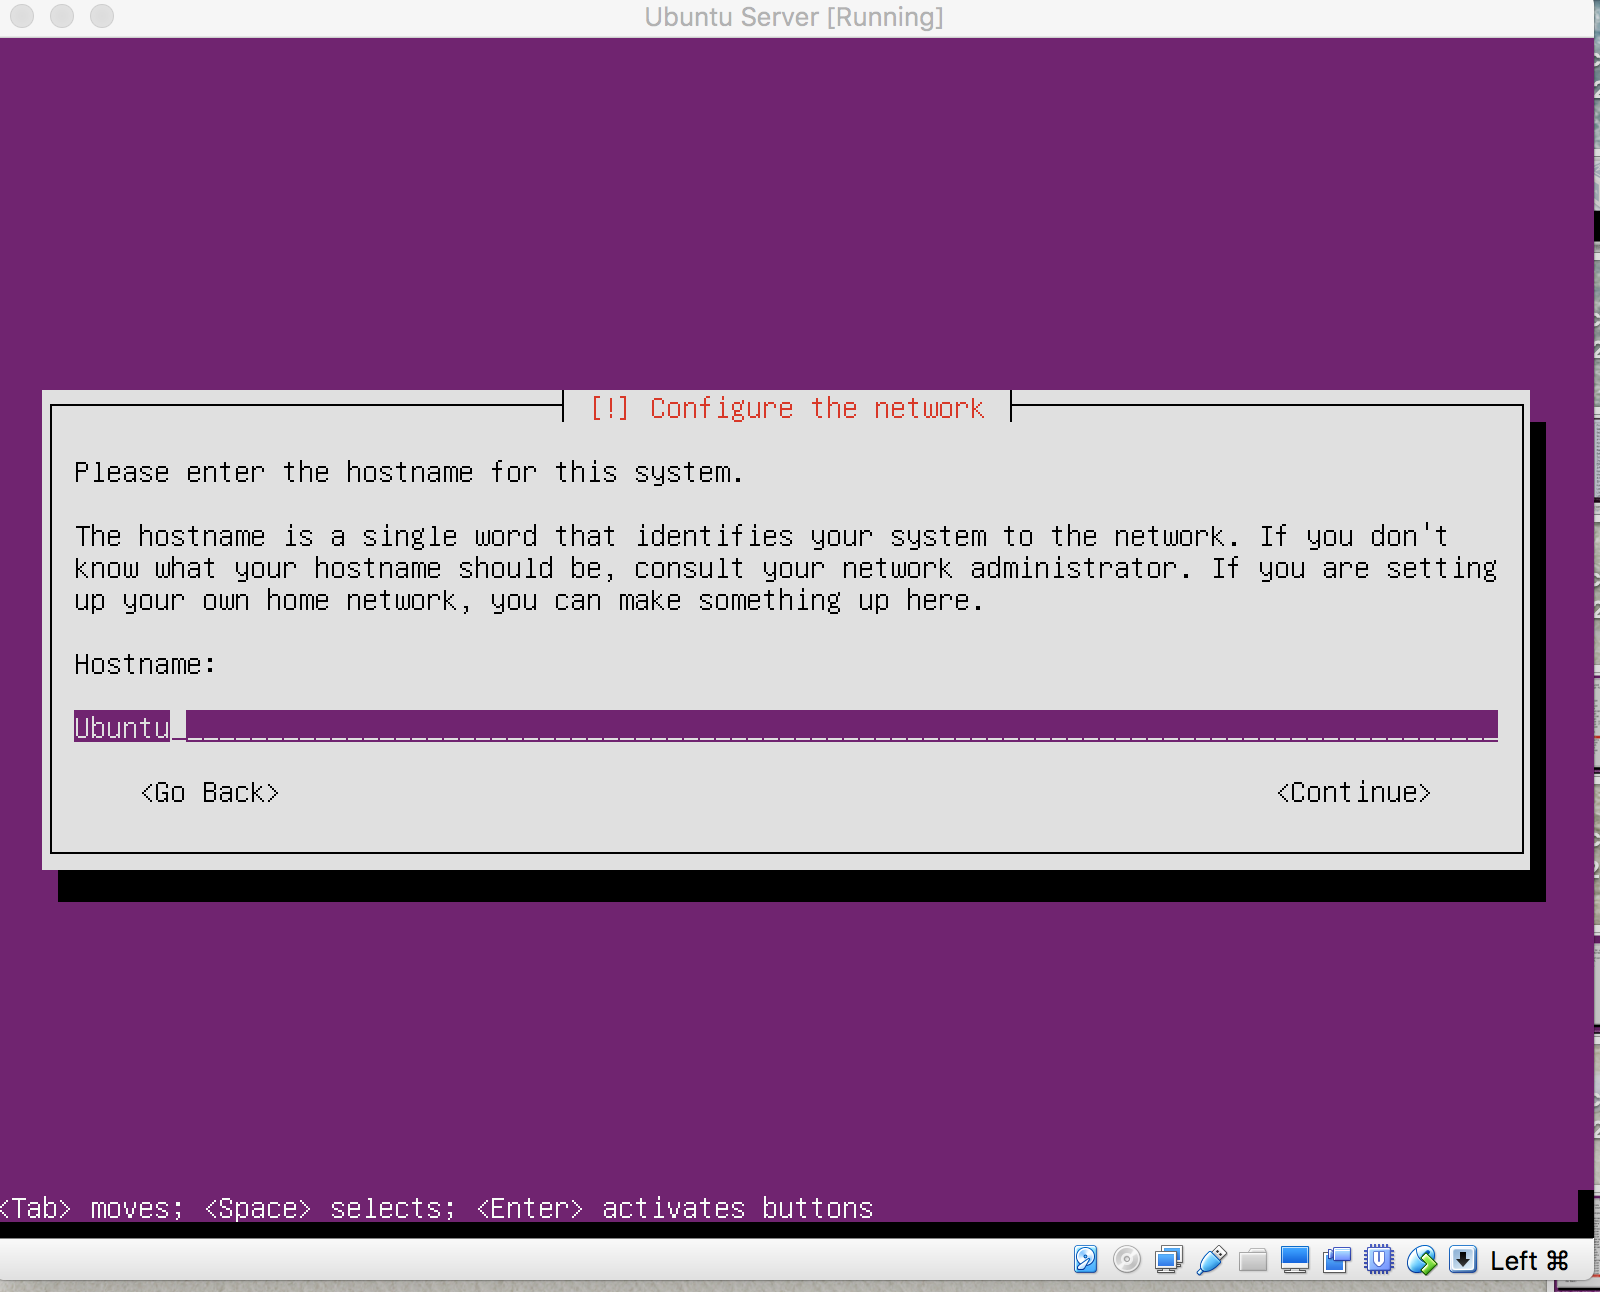 Ubuntu Server [Running]
[!] Configure the network
Please enter the hostname for this system.
The hostname is a single word that identifies your system to the network. If you don't
know what your hostname should be, consult your network administrator. If you are setting
up your own home network, you can make something up here.
Hostname:
Ubuntu
<Go Back>
<Continue>
<Tab> moves; <Space> selects; <Enter> activates buttons
Left ⌘